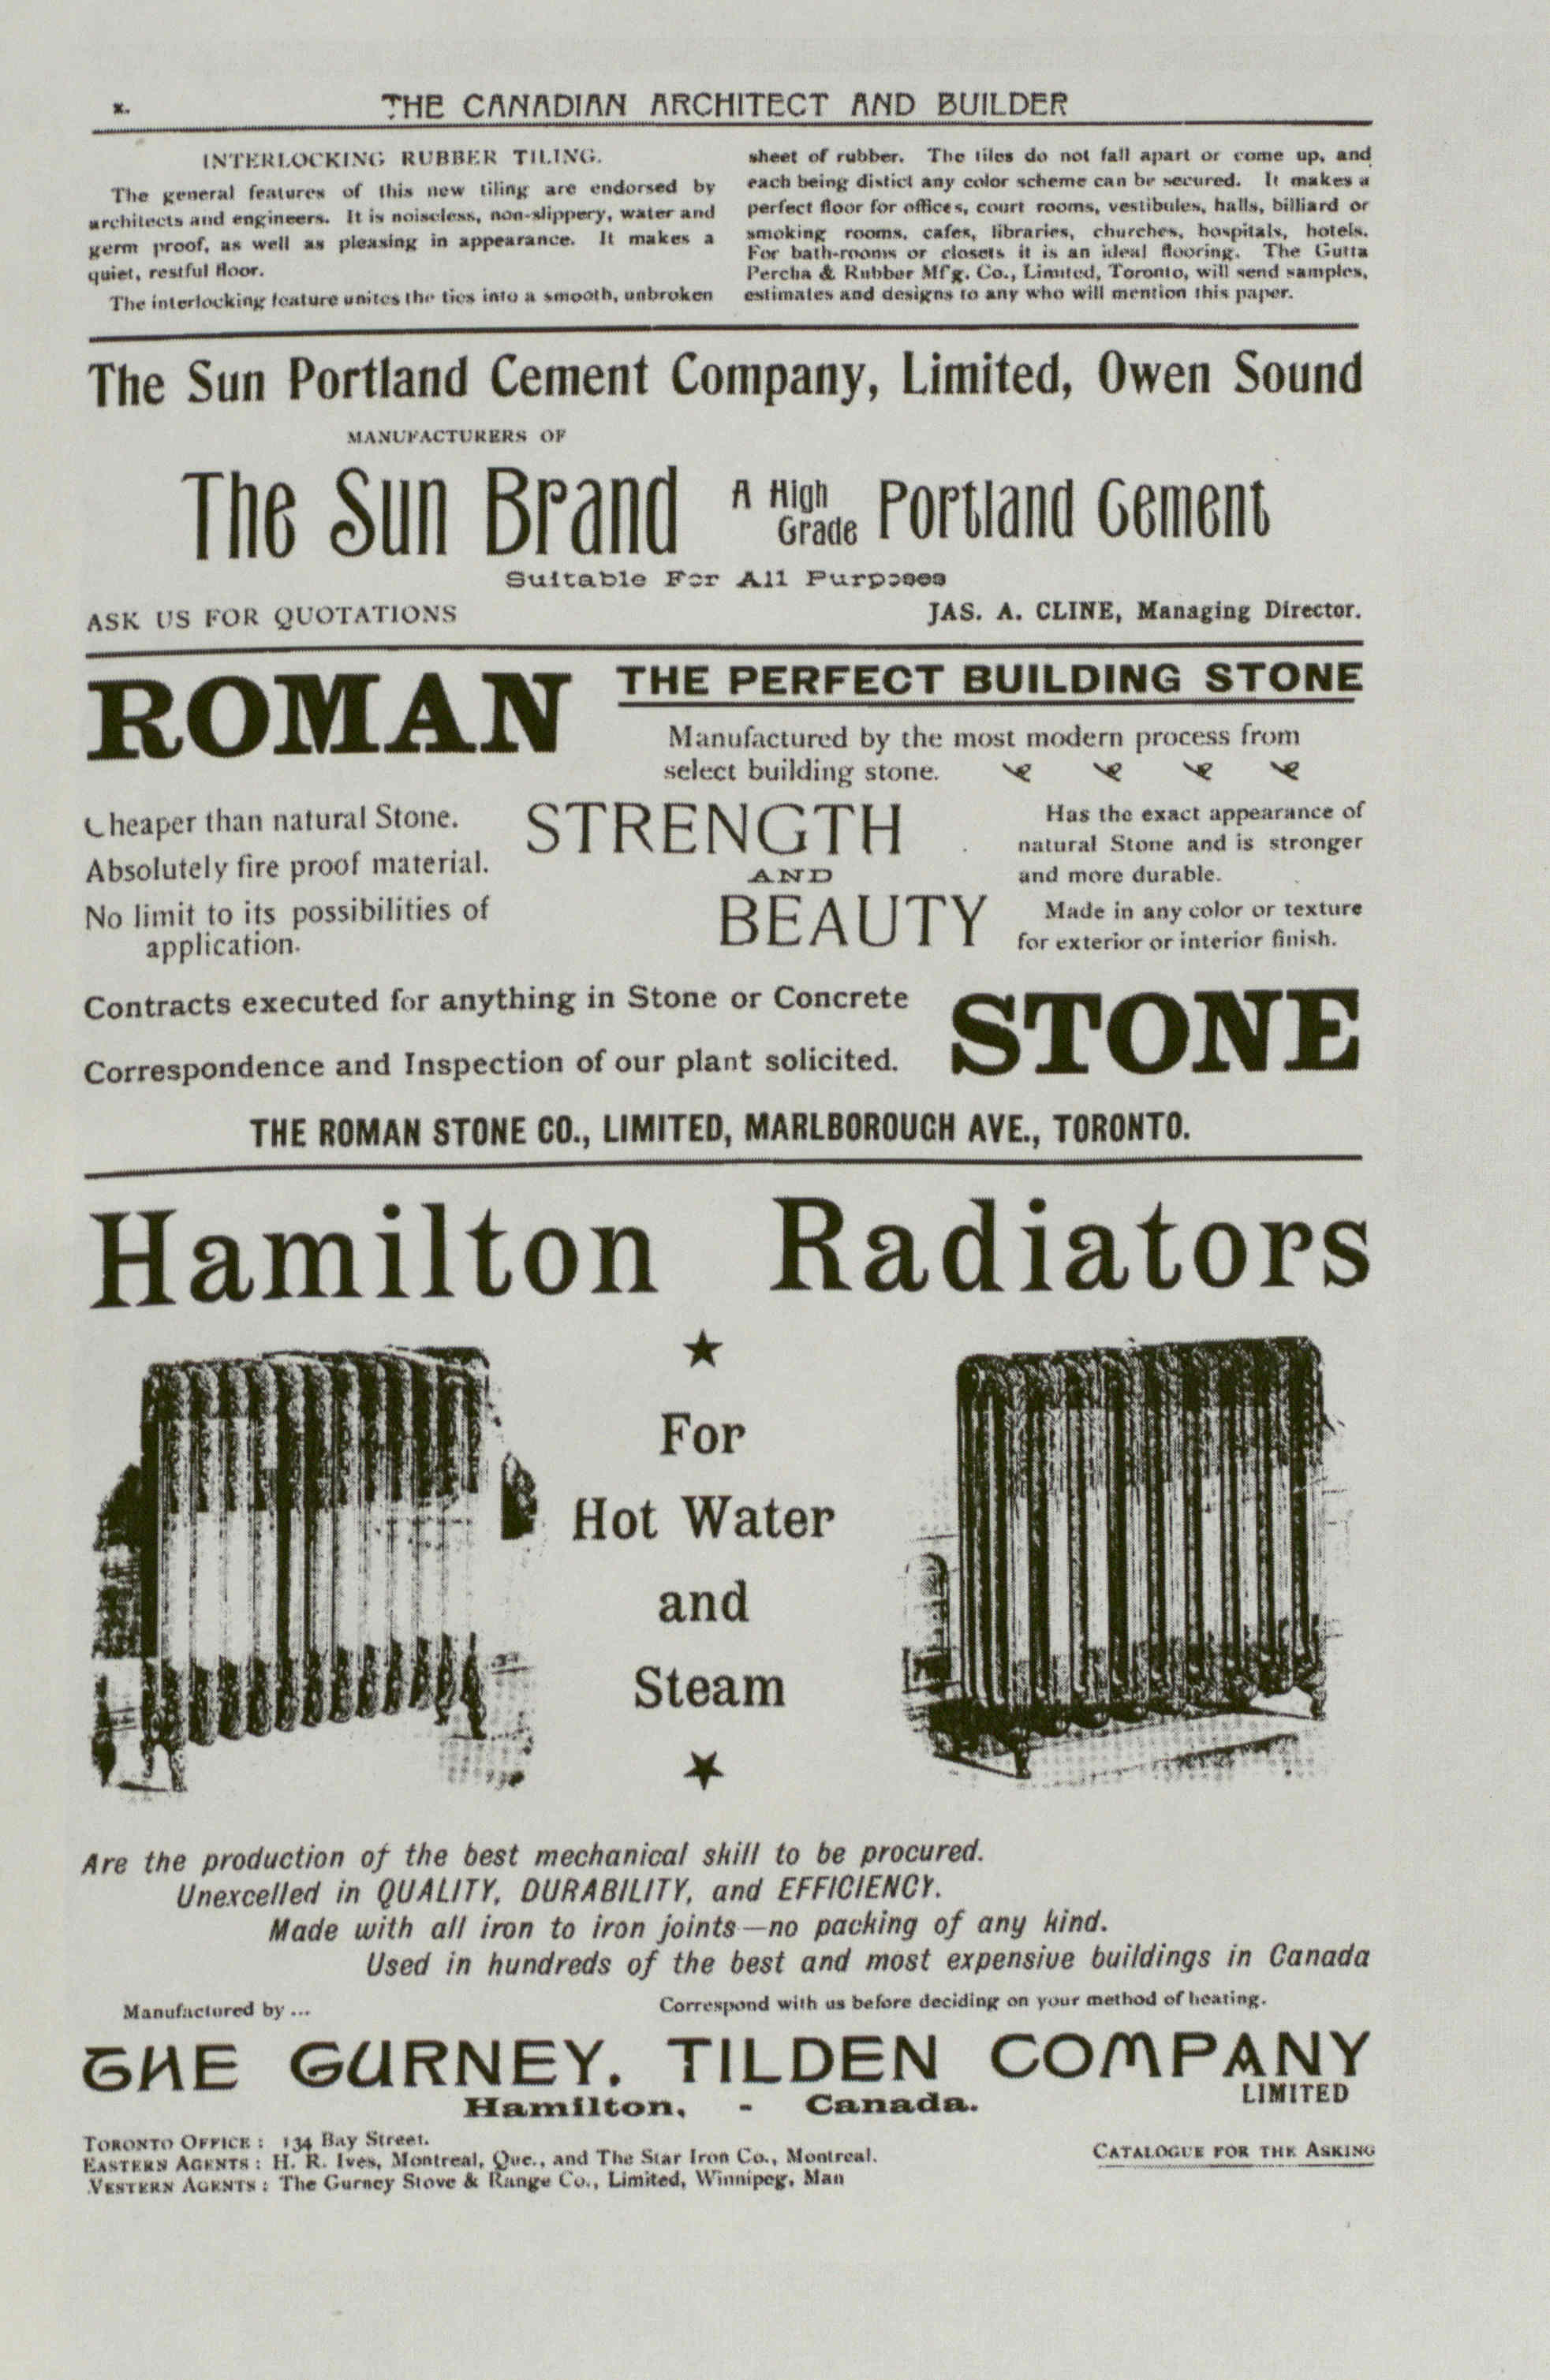 x.
THE CANADIAN ARCHITECT AND BUILDER
INTERLOCKING RUBBER TILING.
The general features of this new tiling are endorsed by
architects and engineers. It is noiseless, non-slippery, water and
germ proof, as well as pleasing in appearance. It makes a
quiet, restful floor.
The interlocking feature unites the ties into a smooth, unbroken
sheet of rubber. The tiles do not fall apart or come up, and
each being distict any color scheme can be secured. It makes a
perfect floor for offices, court rooms, vestibules, halls, billiard or
smoking rooms, cafes, libraries, churches, hospitals, hotels.
For bath-rooms or closets it is an ideal flooring. The Gutta
Percha & Rubber Mfg. Co., Limited, Toronto, will send samples,
estimates and designs to any who will mention this paper.
The Sun Portland Cement Company, Limited, Owen Sound
MANUFACTURERS OF
The Sun Brand A High Grade Portland Cement
Suitable For All Purposes
ASK US FOR QUOTATIONS
JAS. A. CLINE, Managing Director.
ROMAN
THE PERFECT BUILDING STONE
Manufactured by the most modern process from
select building stone.
Cheaper than natural Stone.
Absolutely fire proof material.
No limit to its possibilities of
application.
STRENGTH
AND
BEAUTY
Has the exact appearance of
natural Stone and is stronger
and more durable.
Made in any color or texture
for exterior or interior finish.
Contracts executed for anything in Stone or Concrete
Correspondence and Inspection of our plant solicited.
STONE
THE ROMAN STONE CO., LIMITED, MARLBOROUGH AVE., TORONTO.
Hamilton Radiators
For
Hot Water
and
Steam
Are the production of the best mechanical skill to be procured.
Unexcelled in QUALITY, DURABILITY, and EFFICIENCY.
Made with all iron to iron joints—no packing of any kind.
Used in hundreds of the best and most expensive buildings in Canada
Manufactured by ...
Correspond with us before deciding on your method of heating.
THE GURNEY, TILDEN COMPANY
LIMITED
Hamilton, - Canada.
TORONTO OFFICE : 134 Bay Street.
EASTERN AGENTS : H. R. Ives, Montreal, Que., and The Star Iron Co., Montreal.
WESTERN AGENTS : The Gurney Stove & Range Co., Limited, Winnipeg, Man
CATALOGUE FOR THE ASKING